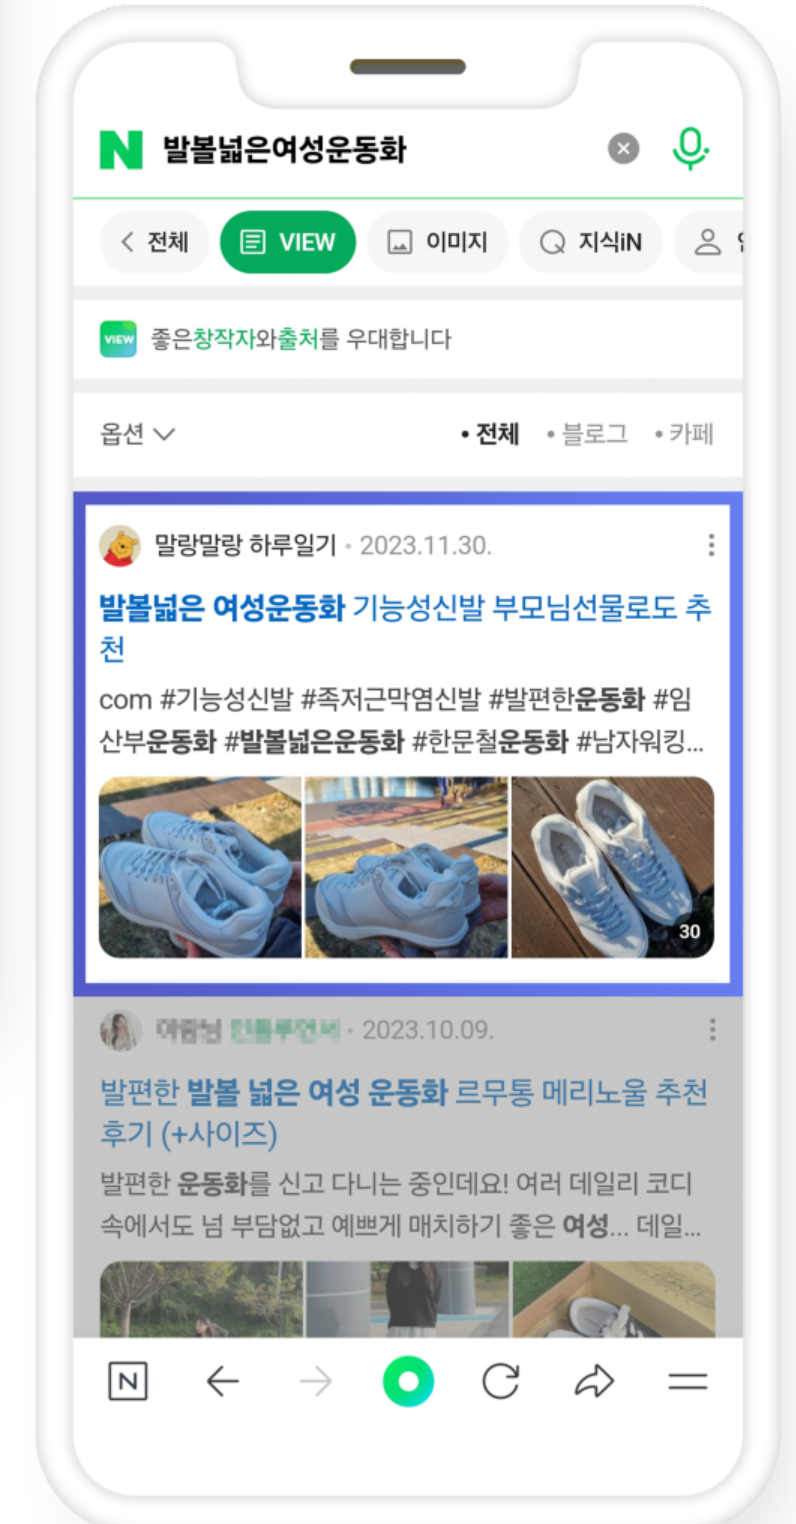 N 발볼넓은여성운동화
전체 VIEW 이미지 지식iN
VIEW 좋은창작자와출처를 우대합니다
옵션 • 전체 • 블로그 • 카페
말랑말랑 하루일기 · 2023.11.30.
발볼넓은 여성운동화 기능성신발 부모님선물로도 추
천
com #기능성신발 #족저근막염신발 #발편한운동화 #임
산부운동화 #발볼넓은운동화 #한문철운동화 #남자워킹...
30
· 2023.10.09.
발편한 발볼 넓은 여성 운동화 르무통 메리노울 추천
후기 (+사이즈)
발편한 운동화를 신고 다니는 중인데요! 여러 데일리 코디
속에서도 넘 부담없고 예쁘게 매치하기 좋은 여성... 데일...
N